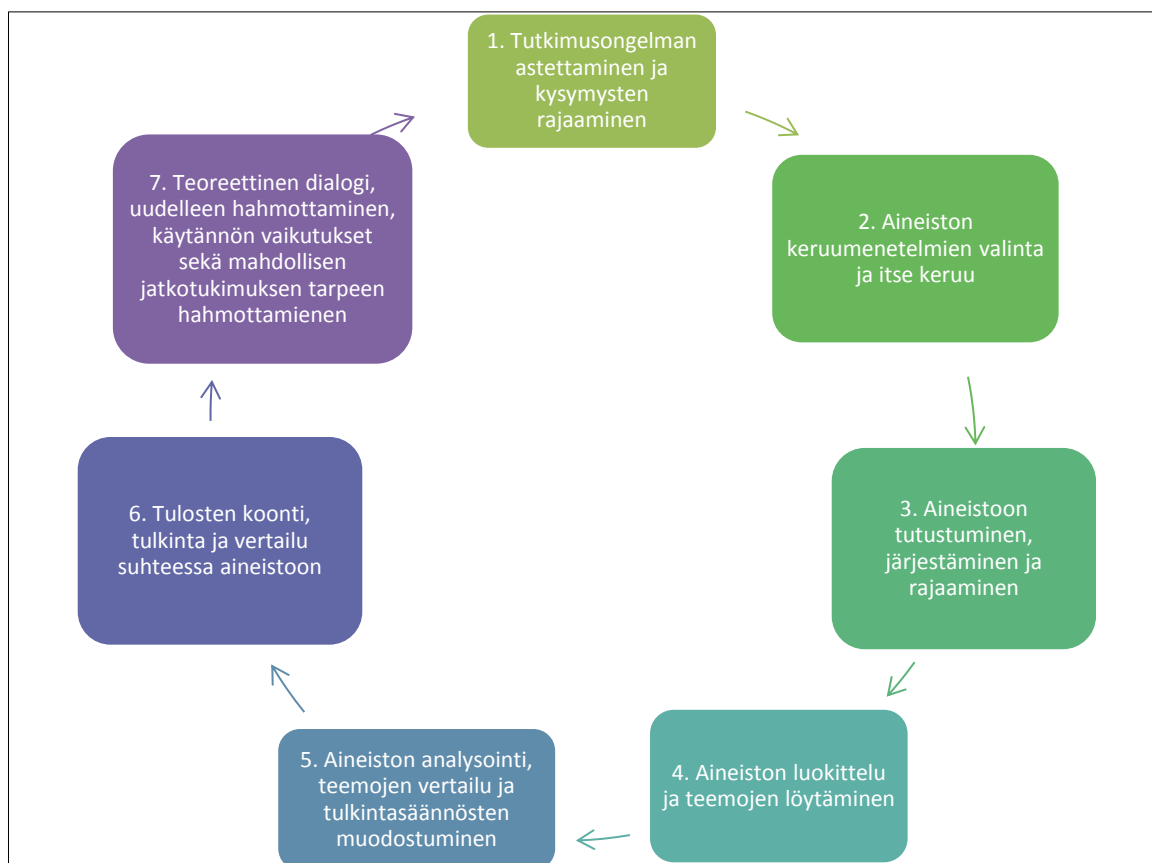 1. Tutkimusongelman
astettaminen ja
kysymysten
rajaaminen
2. Aineiston
keruumenetelmien valinta
ja itse keruu
3. Aineistoon
tutustuminen,
järjestäminen ja
rajaaminen
4. Aineiston luokittelu
ja teemojen löytäminen
5. Aineiston analysointi,
teemojen vertailu ja
tulkintasäännösten
muodostuminen
6. Tulosten koonti,
tulkinta ja vertailu
suhteessa aineistoon
7. Teoreettinen dialogi,
uudelleen hahmottaminen,
käytännön vaikutukset
sekä mahdollisen
jatkotukimuksen tarpeen
hahmottamienen